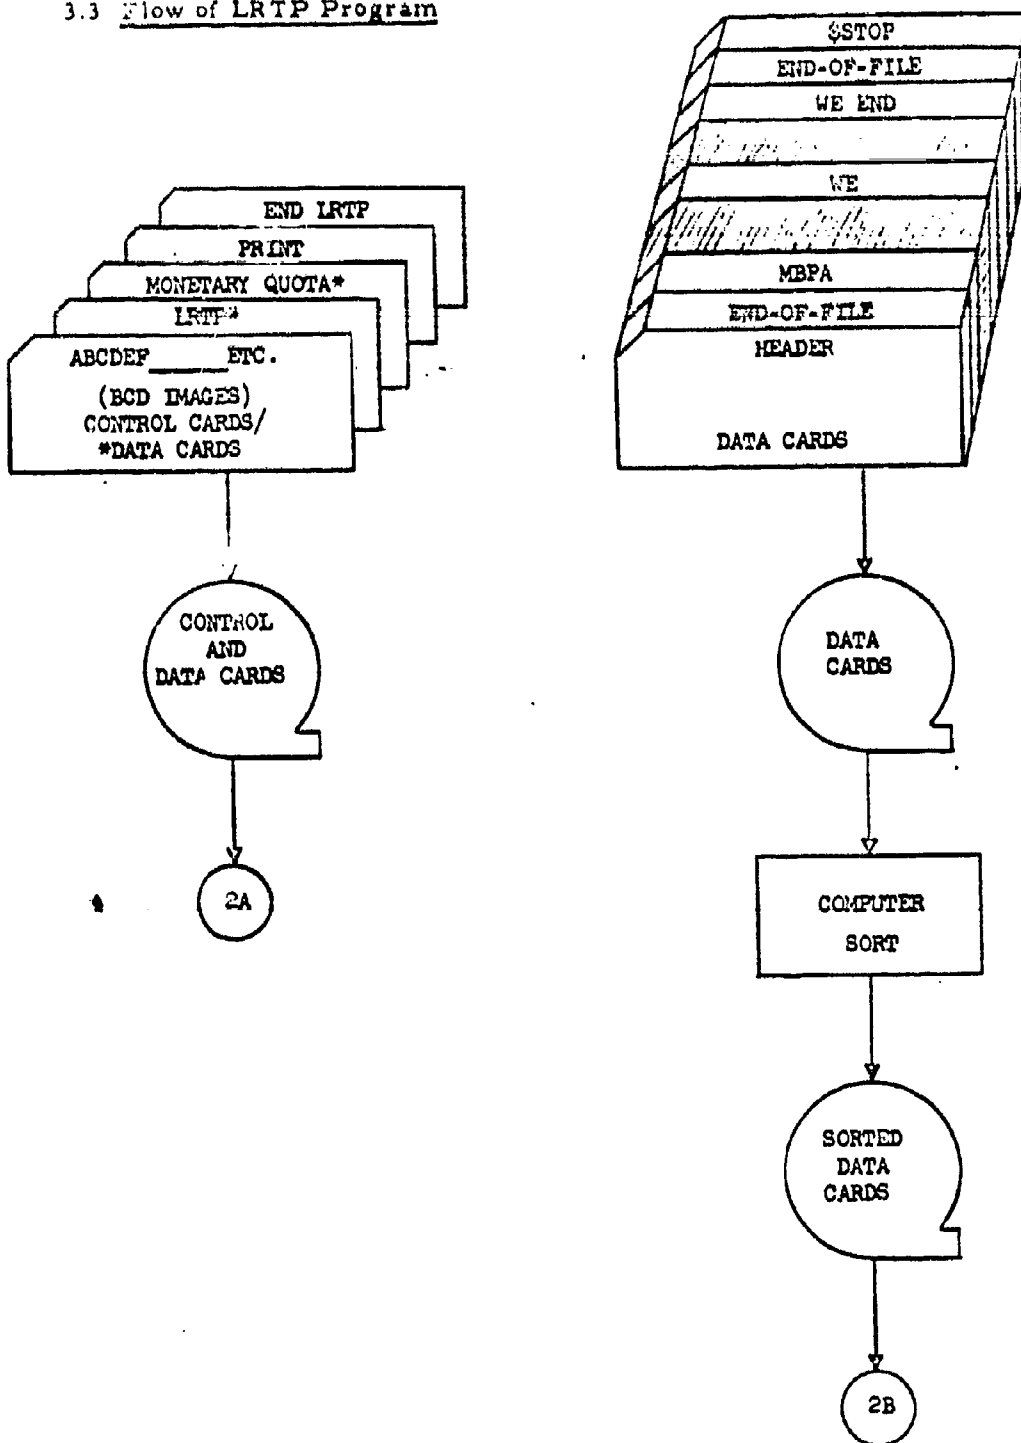 3.3 Flow of LRTP Program
END LRTP
PRINT
MONETARY QUOTA*
LRTP*
ABCDEF_____ETC.
(BCD IMAGES)
CONTROL CARDS/
*DATA CARDS
CONTROL
AND
DATA CARDS
2A
$STOP
END-OF-FILE
WE END
WE
MBPA
END-OF-FILE
HEADER
DATA CARDS
DATA
CARDS
COMPUTER
SORT
SORTED
DATA
CARDS
2B